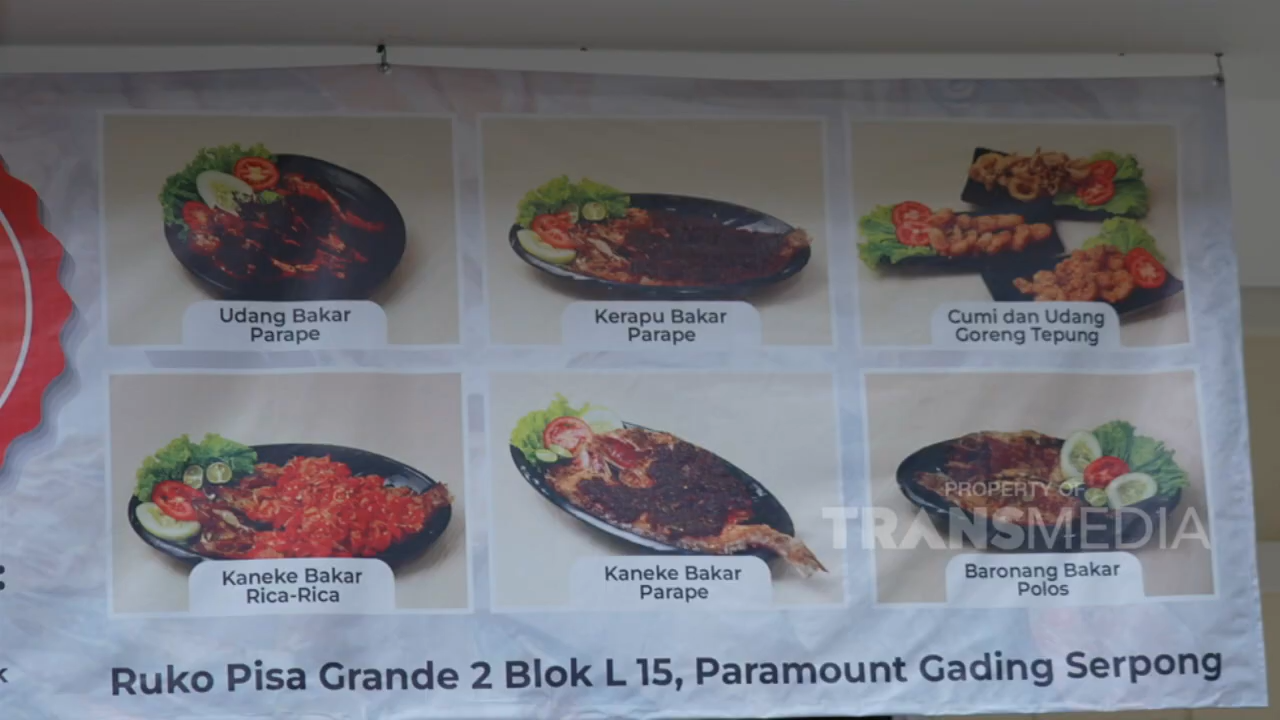 Udang Bakar
Parape
Kerapu Bakar
Parape
Cumi dan Udang
Goreng Tepung
Kaneke Bakar
Rica-Rica
Kaneke Bakar
Parape
Baronang Bakar
Polos
PROPERTY OF
TRANSMEDIA
Ruko Pisa Grande 2 Blok L 15, Paramount Gading Serpong